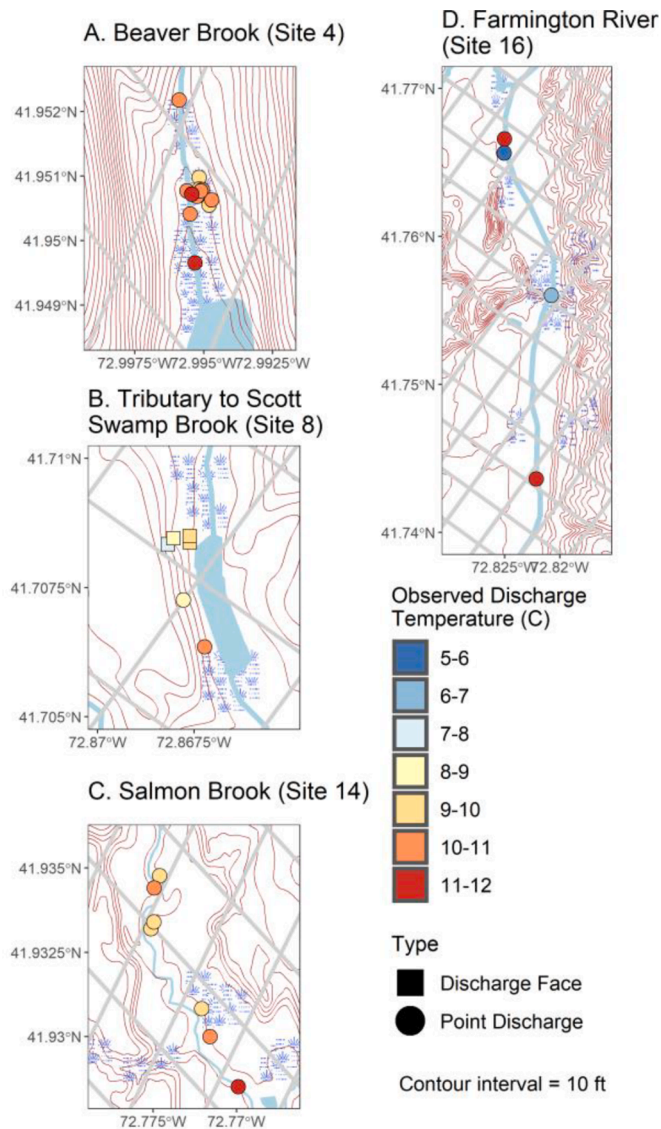 A. Beaver Brook (Site 4)
41.952°N
41.951°N
41.95°N
41.949°N
72.9975°W 72.995°W 72.9925°W
B. Tributary to Scott
Swamp Brook (Site 8)
41.71°N
41.7075°N
41.705°N
72.87°W 72.8675°W
C. Salmon Brook (Site 14)
41.935°N
41.9325°N
41.93°N
72.775°W 72.77°W
D. Farmington River
(Site 16)
41.77°N
41.76°N
41.75°N
41.74°N
72.825°W 72.82°W
Observed Discharge
Temperature (C)
5-6
6-7
7-8
8-9
9-10
10-11
11-12
Type
Discharge Face
Point Discharge
Contour interval = 10 ft